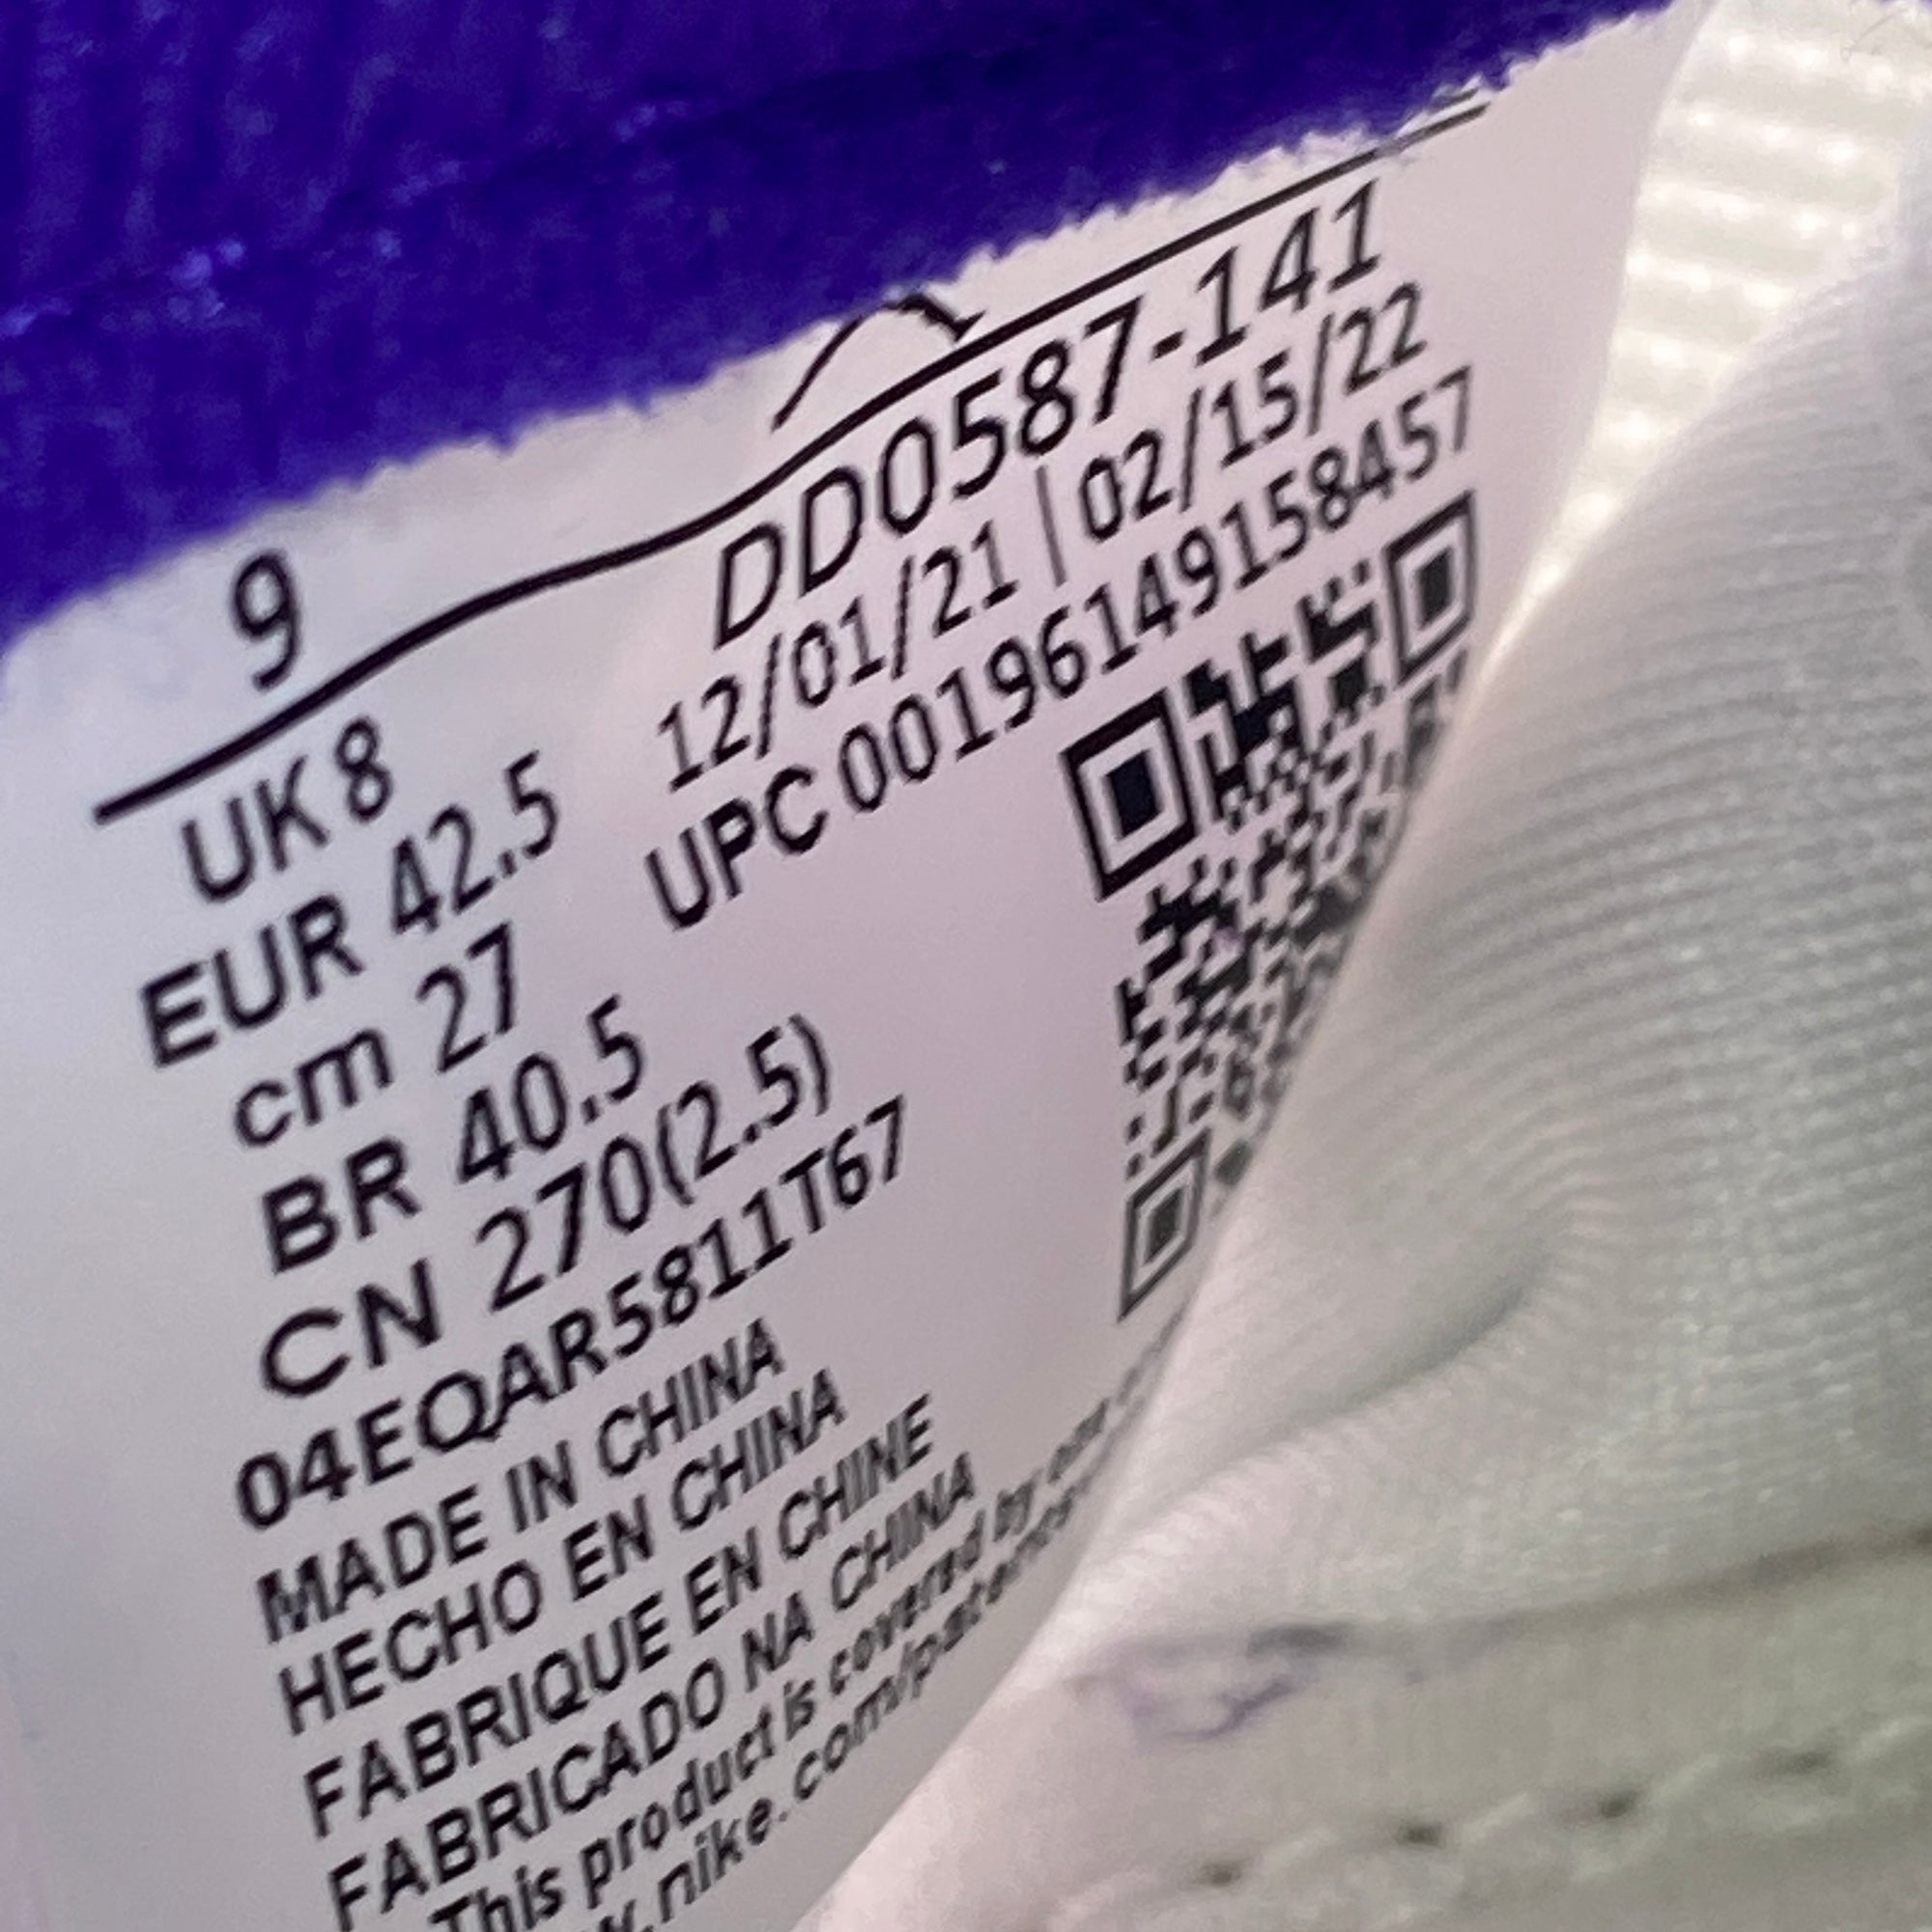 9
DD0587-141
12/01/21 | 02/15/22
UPC 00196149158457
UK 8
EUR 42.5
cm 27
BR 40.5
CN 270(2.5)
04EQAR5811T67
MADE IN CHINA
HECHO EN CHINA
FABRIQUE EN CHINE
FABRICADO NA CHINA
This product is covered by one
.nike.com/patents